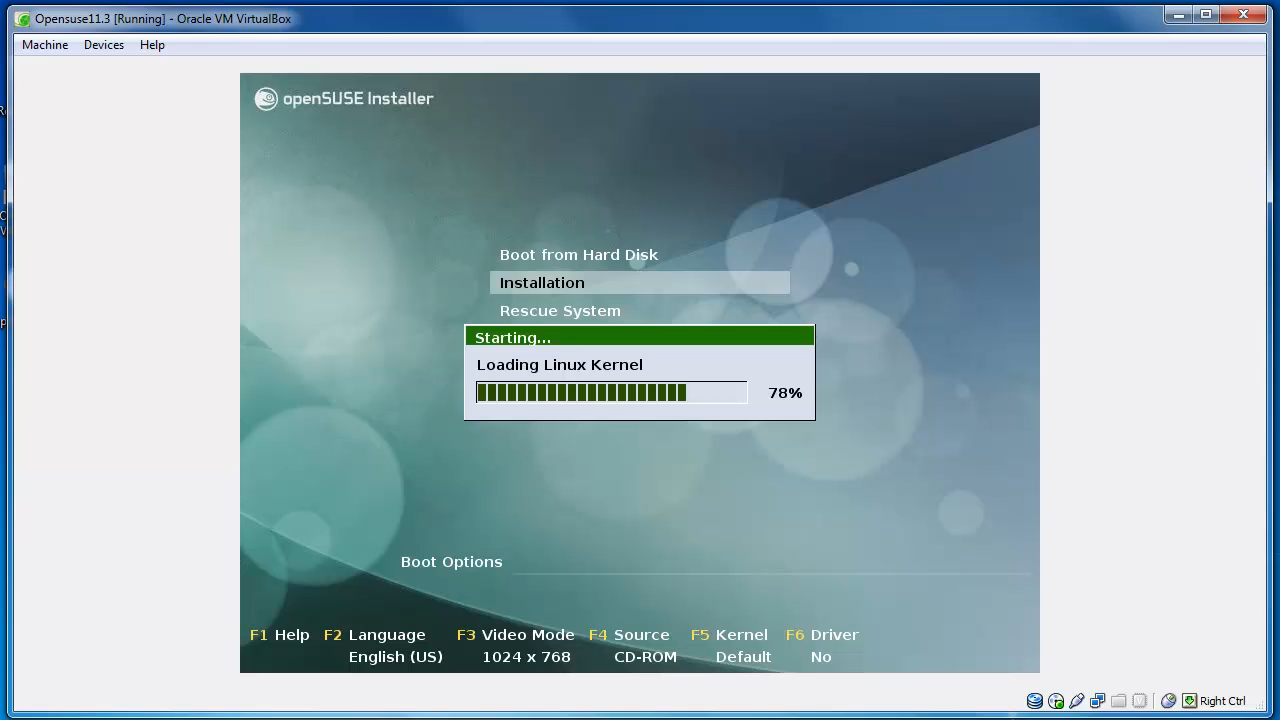 Opensuse11.3 [Running] - Oracle VM VirtualBox
Machine Devices Help
openSUSE Installer
Boot from Hard Disk
Installation
Rescue System
Starting...
Loading Linux Kernel
78%
Boot Options
F1 Help F2 Language F3 Video Mode F4 Source F5 Kernel F6 Driver
English (US) 1024 x 768 CD-ROM Default No
Right Ctrl